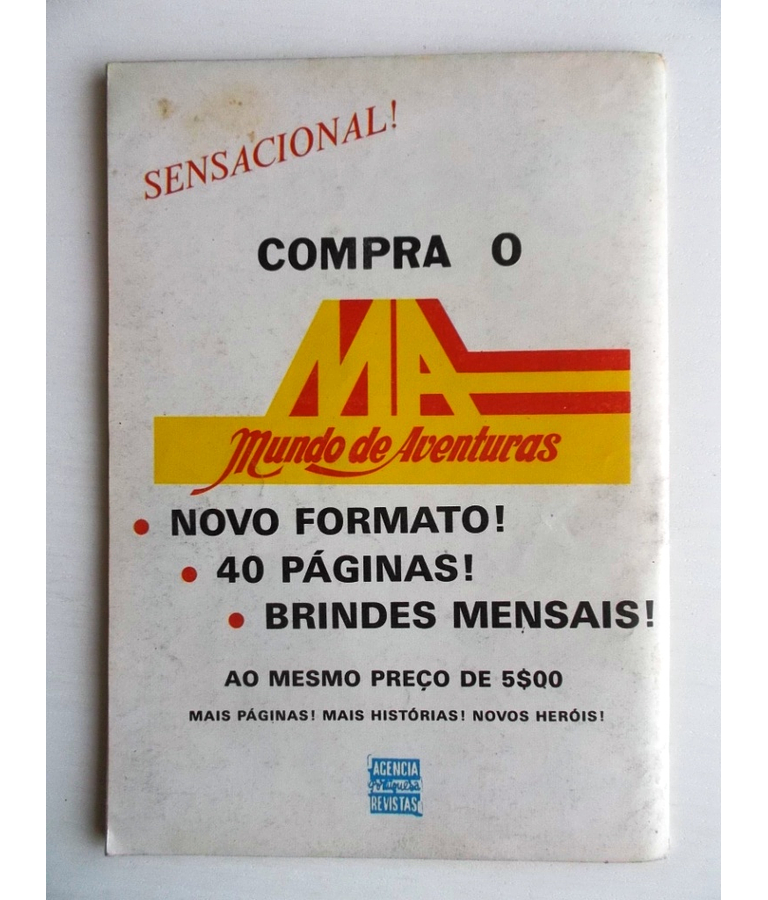 SENSACIONAL!
COMPRA O
MA
Mundo de Aventuras
• NOVO FORMATO!
• 40 PÁGINAS!
• BRINDES MENSAIS!
AO MESMO PREÇO DE 5$00
MAIS PÁGINAS! MAIS HISTÓRIAS! NOVOS HERÓIS!
AGENCIA
Portuguesa
REVISTAS